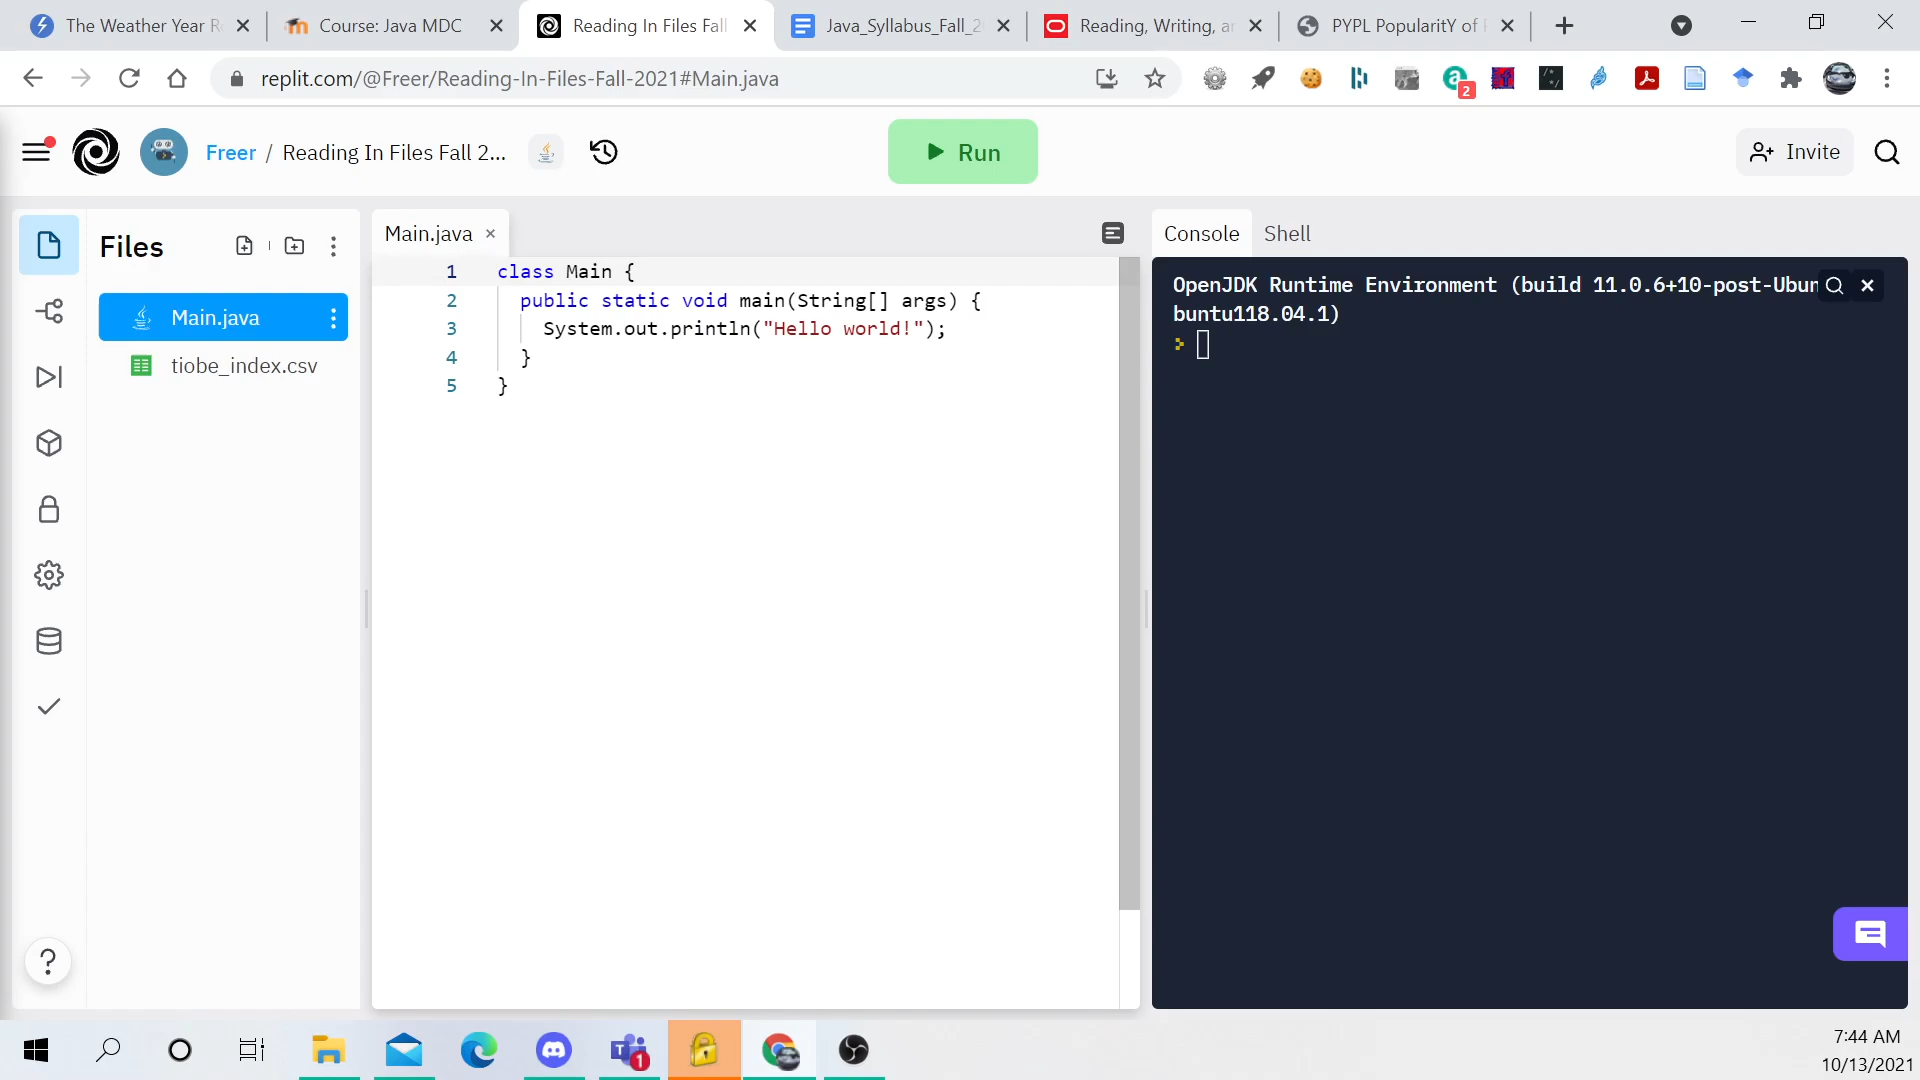 The Weather Year R
Course: Java MDC
Reading In Files Fall
Java_Syllabus_Fall_2
Reading, Writing, a
PYPL PopularitY of
replit.com/@Freer/Reading-In-Files-Fall-2021#Main.java
2
Freer / Reading In Files Fall 2...
Run
Invite
Files
Main.java
tiobe_index.csv
Main.java
1 class Main {
2 public static void main(String[] args) {
3 System.out.println("Hello world!");
4 }
5 }
Console
Shell
OpenJDK Runtime Environment (build 11.0.6+10-post-Ubun
buntu118.04.1)
?
1
7:44 AM
10/13/2021